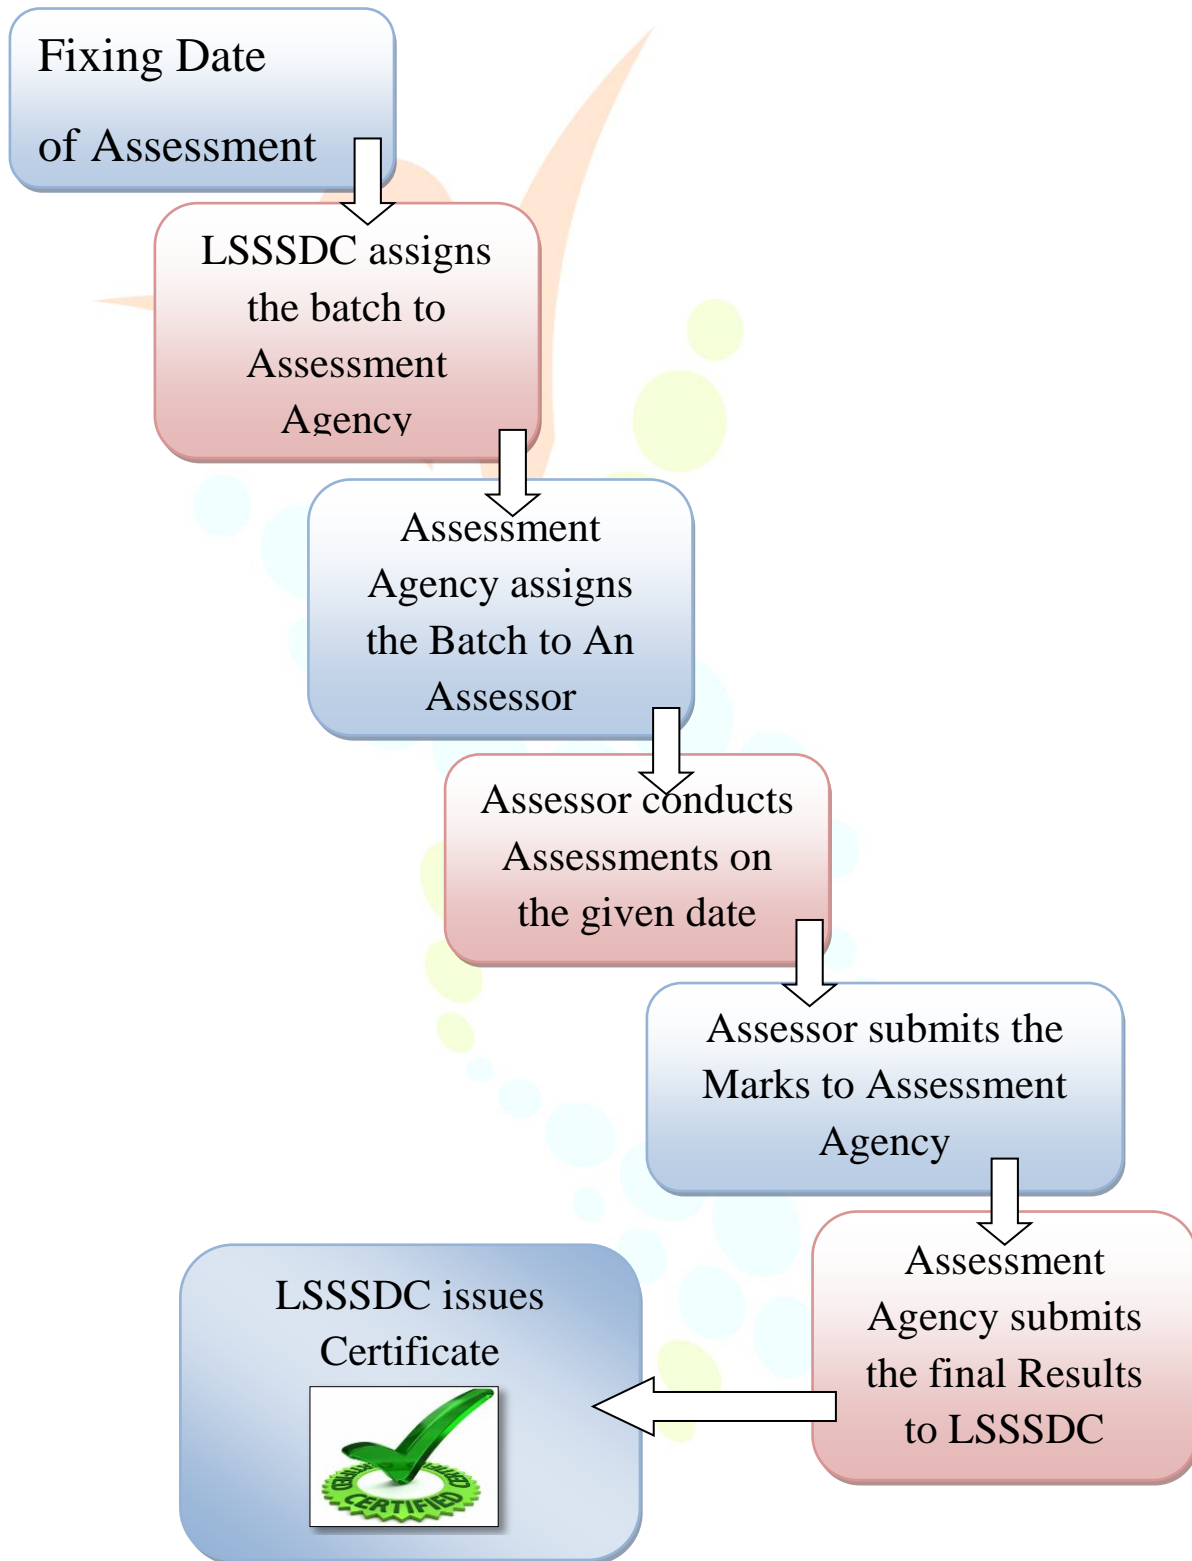 Fixing Date
of Assessment
LSSSDC assigns
the batch to
Assessment
Agency
Assessment
Agency assigns
the Batch to An
Assessor
Assessor conducts
Assessments on
the given date
Assessor submits the
Marks to Assessment
Agency
Assessment
Agency submits
the final Results
to LSSSDC
LSSSDC issues
Certificate
CERTIFIED